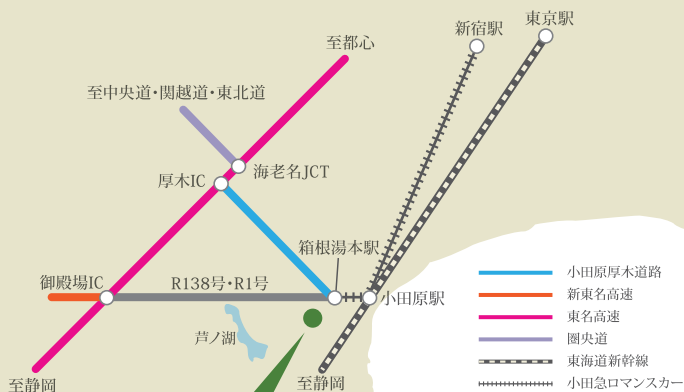 東京駅
新宿駅
至都心
至中央道・関越道・東北道
海老名JCT
厚木IC
箱根湯本駅
御殿場IC
R138号・R1号
小田原駅
芦ノ湖
至静岡
至静岡
小田原厚木道路
新東名高速
東名高速
圏央道
東海道新幹線
小田急ロマンスカー